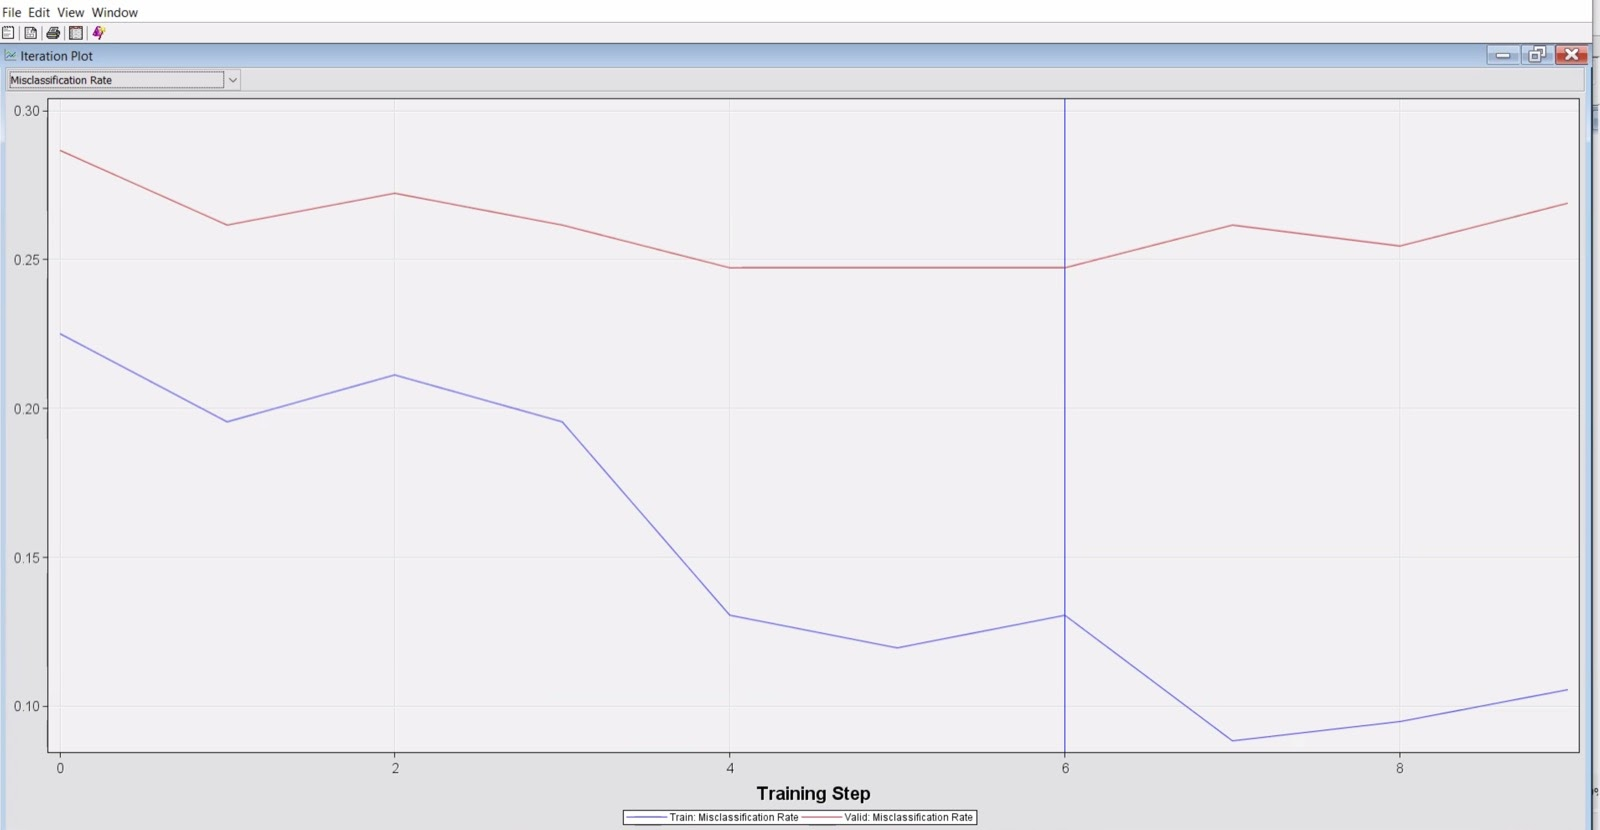 File Edit View Window
Iteration Plot
Misclassification Rate
0.30
0.25
0.20
0.15
0.10
0 2 4 6 8
Training Step
Train: Misclassification Rate Valid: Misclassification Rate